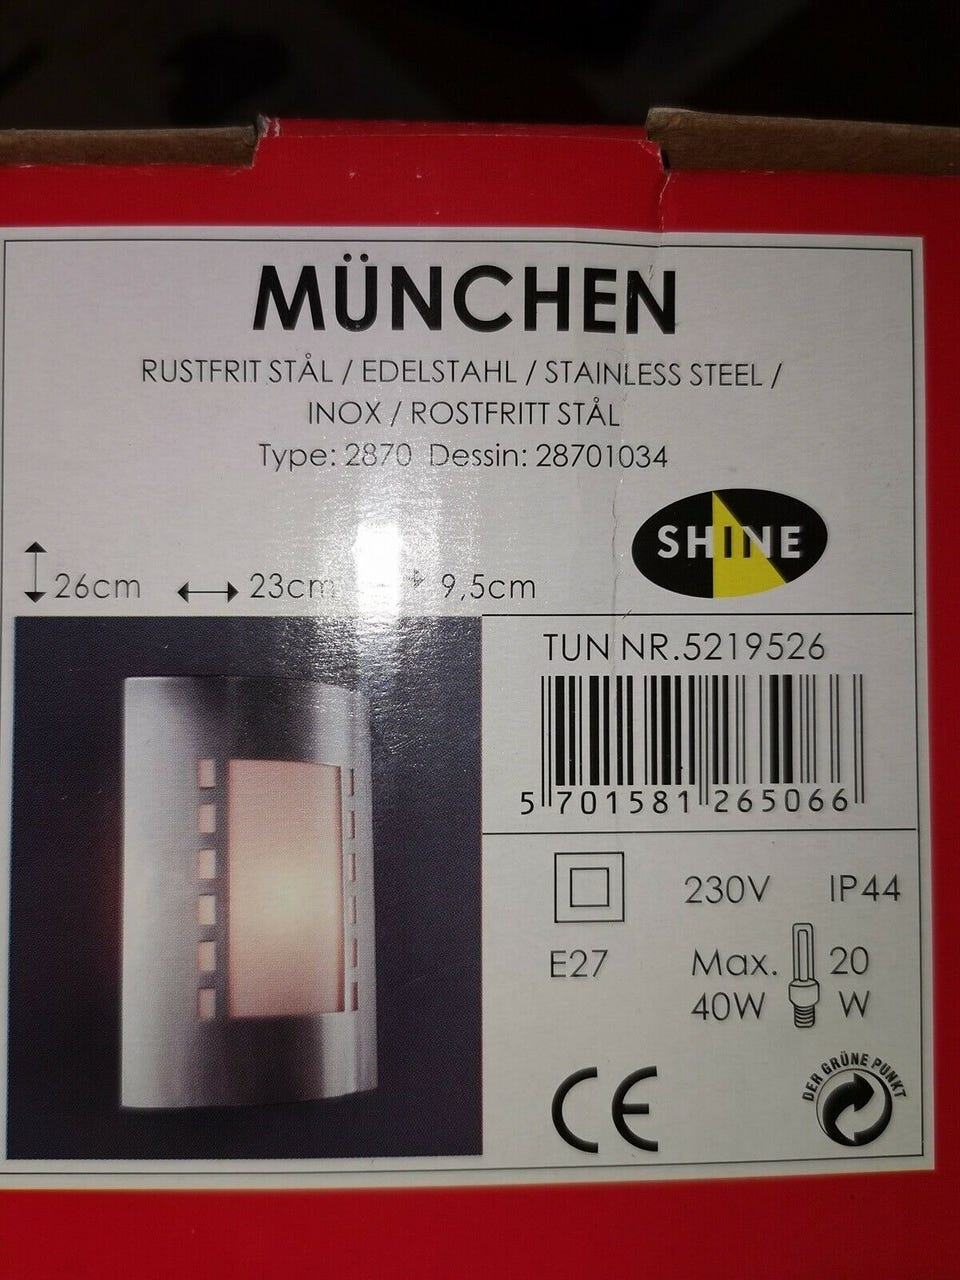 MÜNCHEN
RUSTFRIT STÅL / EDELSTAHL / STAINLESS STEEL /
INOX / ROSTFRITT STÅL
Type: 2870 Dessin: 28701034
SHINE
26cm 23cm 9,5cm
TUN NR.5219526
5 701581 265066
230V IP44
E27 Max. 20
40W W
CE
DER GRÜNE PUNKT